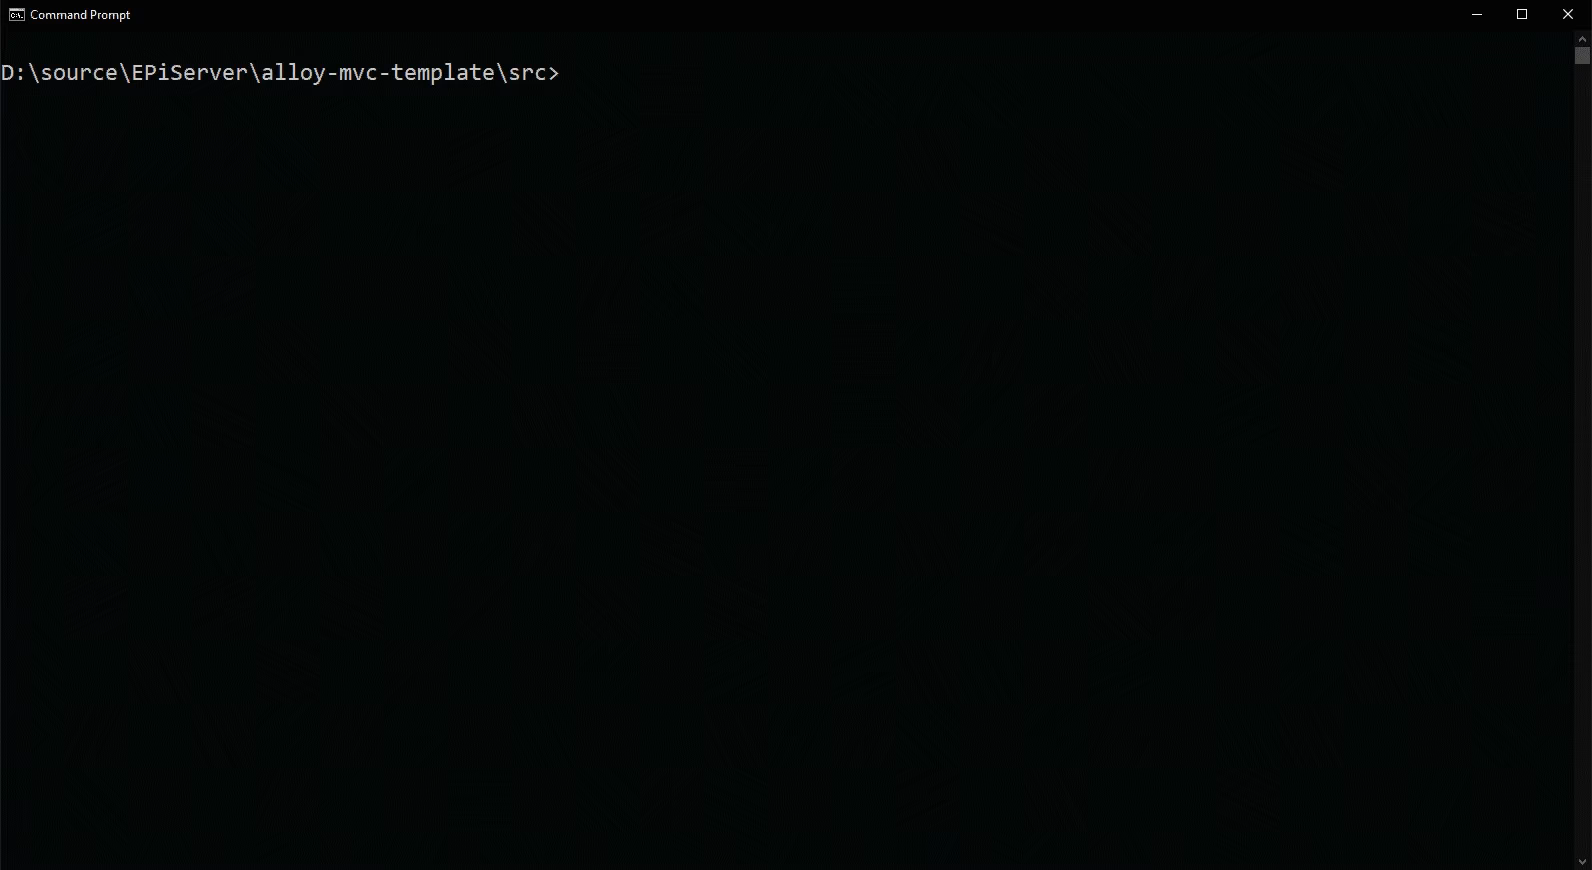 Command Prompt
D:\source\EPiServer\alloy-mvc-template\src>